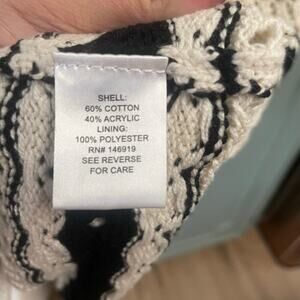 SHELL:
60% COTTON
40% ACRYLIC
LINING:
100% POLYESTER
RN# 146919
SEE REVERSE
FOR CARE